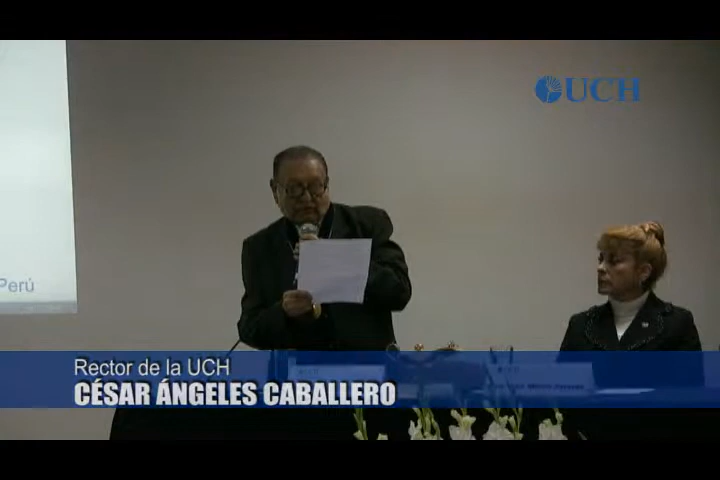 UCH
Perú
Rector de la UCH
CÉSAR ÁNGELES CABALLERO